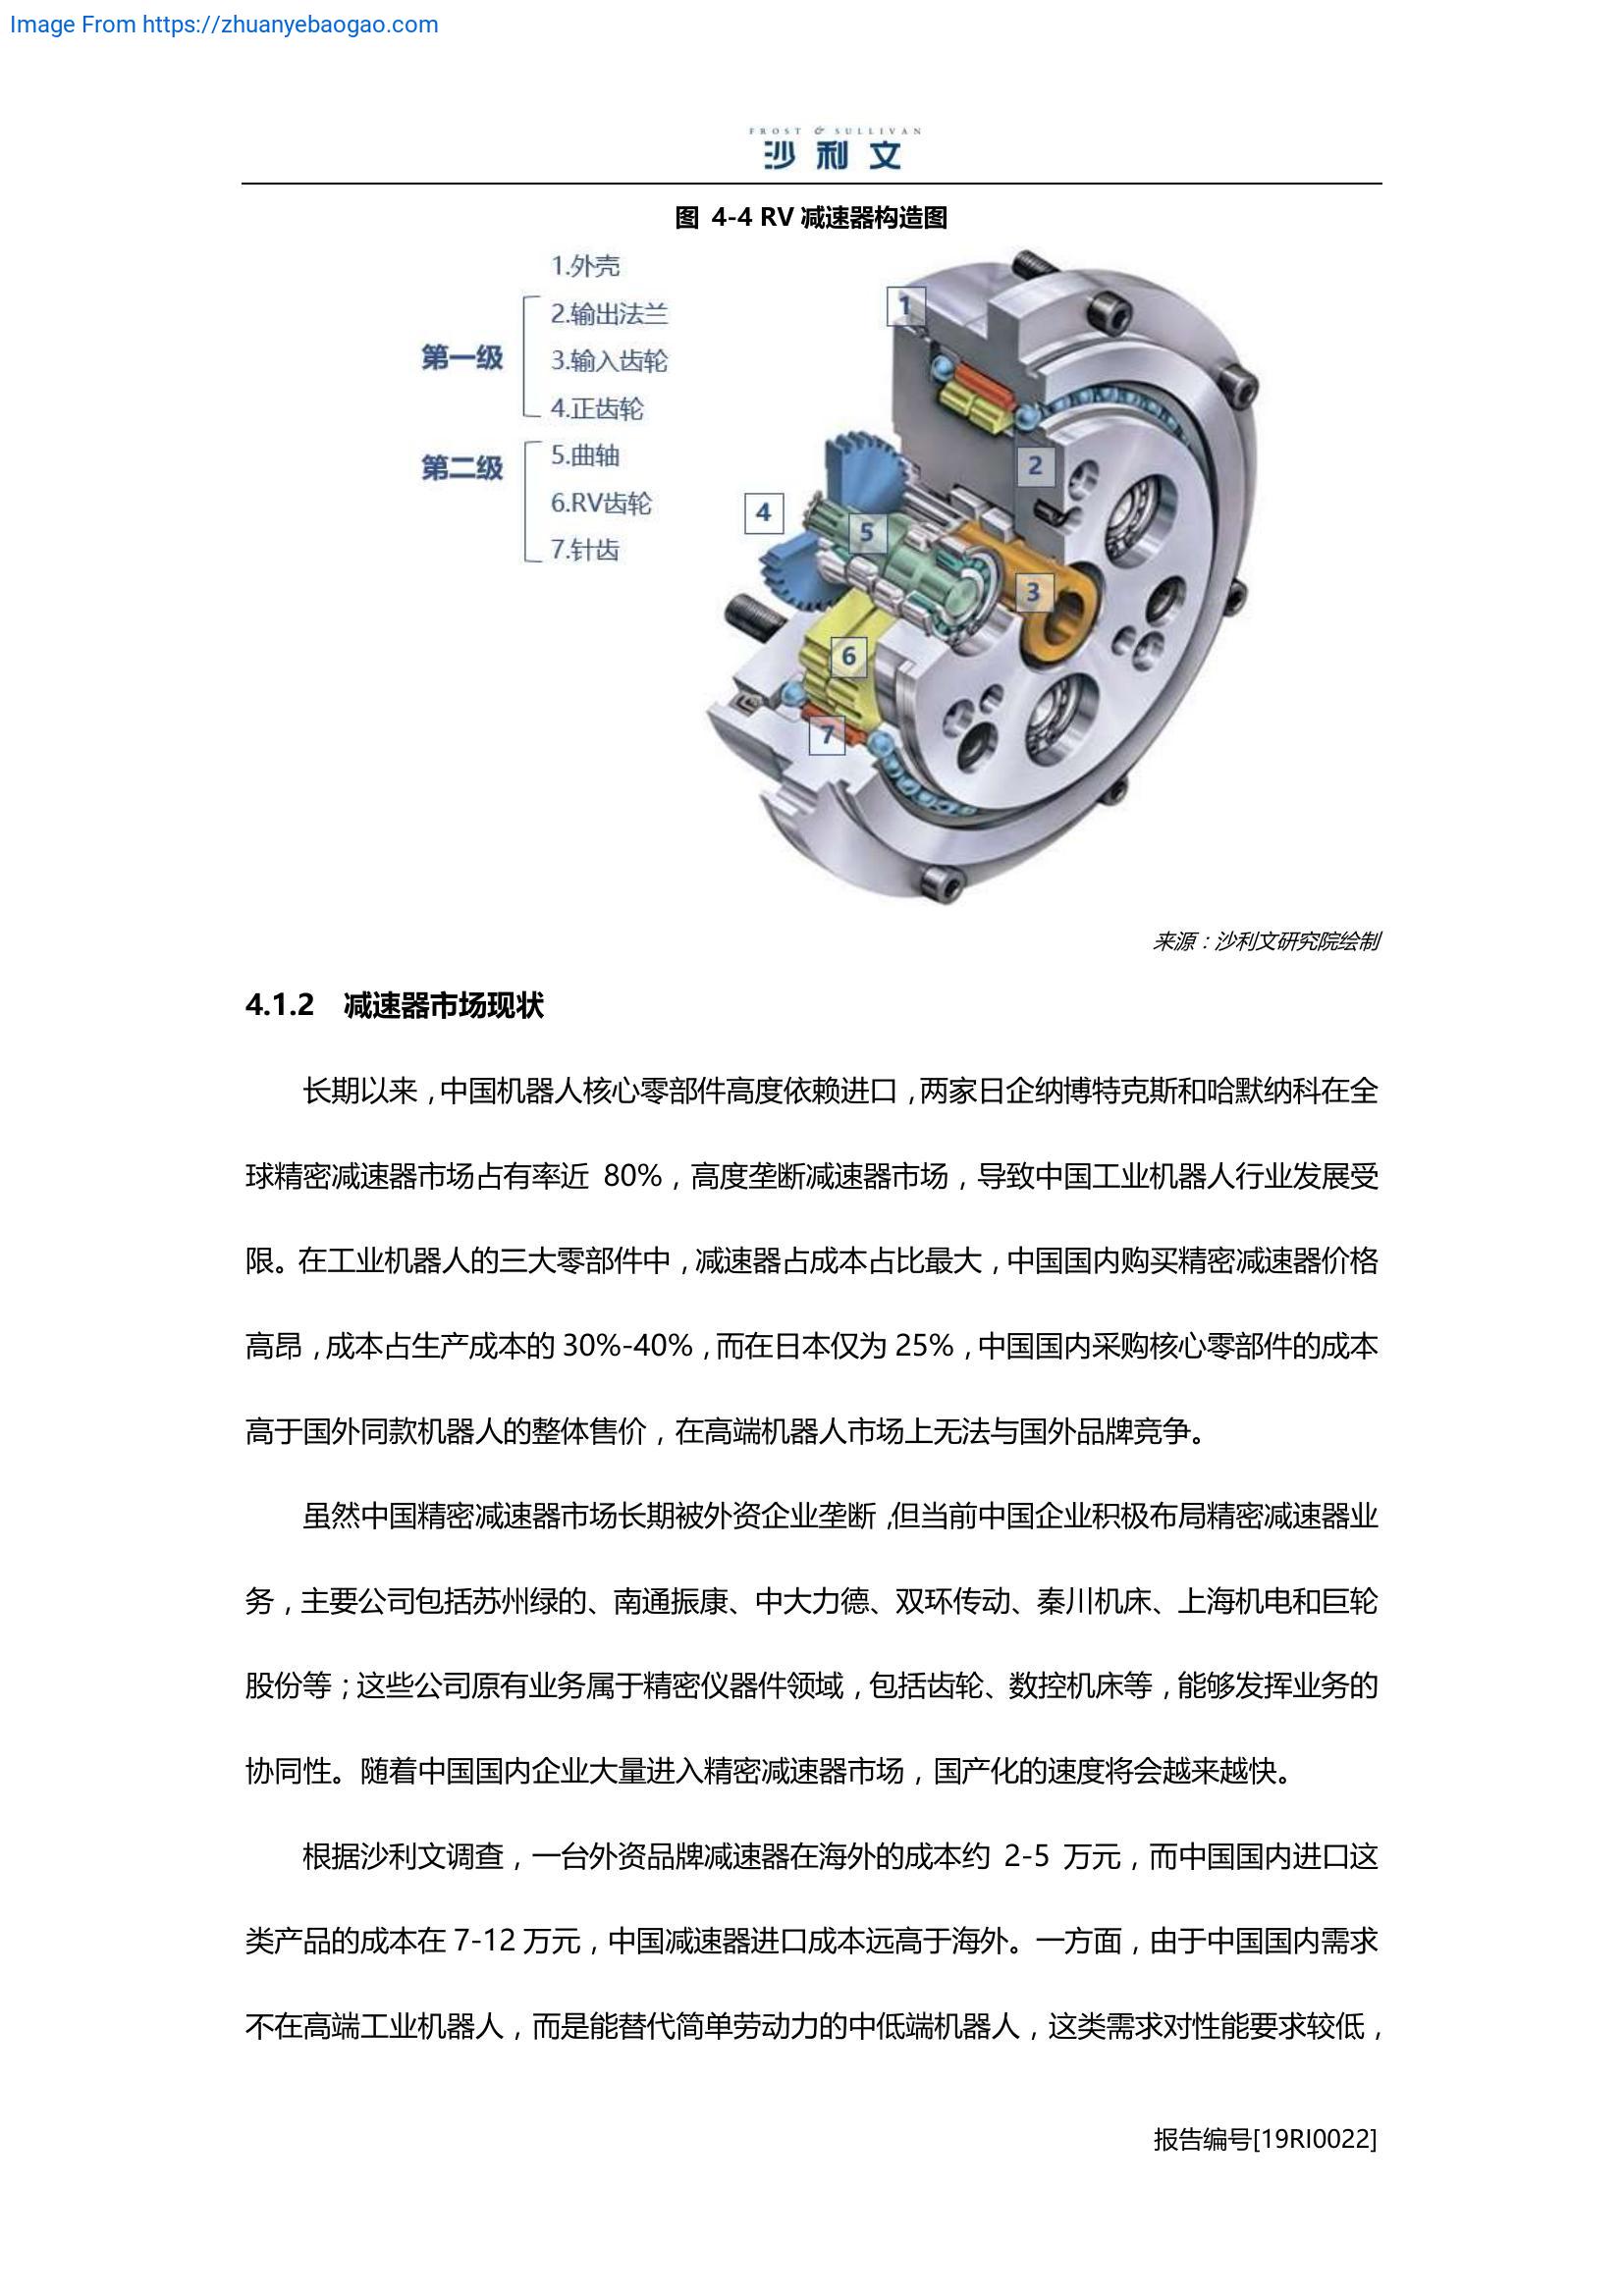 Image From https://zhuanyebaogao.com
FROST & SULLIVAN
沙利文
图 4-4 RV 减速器构造图
1.外壳
第一级
2.输出法兰
3.输入齿轮
4.正齿轮
第二级
5.曲轴
6.RV齿轮
7.针齿
1
2
4
5
3
6
7
来源：沙利文研究院绘制
4.1.2 减速器市场现状
长期以来，中国机器人核心零部件高度依赖进口，两家日企纳博特克斯和哈默纳科在全
球精密减速器市场占有率近 80%，高度垄断减速器市场，导致中国工业机器人行业发展受
限。在工业机器人的三大零部件中，减速器占成本占比最大，中国国内购买精密减速器价格
高昂，成本占生产成本的 30%-40%，而在日本仅为 25%，中国国内采购核心零部件的成本
高于国外同款机器人的整体售价，在高端机器人市场上无法与国外品牌竞争。
虽然中国精密减速器市场长期被外资企业垄断，但当前中国企业积极布局精密减速器业
务，主要公司包括苏州绿的、南通振康、中大力德、双环传动、秦川机床、上海机电和巨轮
股份等；这些公司原有业务属于精密仪器件领域，包括齿轮、数控机床等，能够发挥业务的
协同性。随着中国国内企业大量进入精密减速器市场，国产化的速度将会越来越快。
根据沙利文调查，一台外资品牌减速器在海外的成本约 2-5 万元，而中国国内进口这
类产品的成本在 7-12 万元，中国减速器进口成本远高于海外。一方面，由于中国国内需求
不在高端工业机器人，而是能替代简单劳动力的中低端机器人，这类需求对性能要求较低，
报告编号[19RI0022]